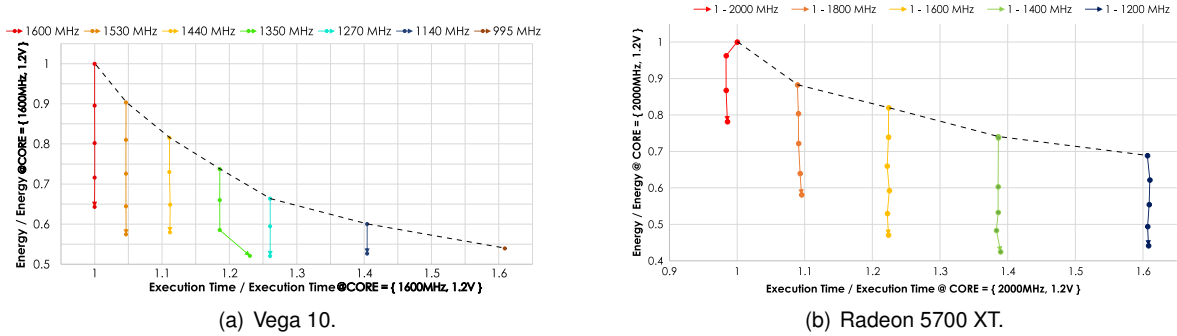 1600 MHz 1530 MHz 1440 MHz 1350 MHz 1270 MHz 1140 MHz 995 MHz
Energy / Energy @CORE = { 1600MHz, 1.2V }
1
0.9
0.8
0.7
0.6
0.5
1 1.1 1.2 1.3 1.4 1.5 1.6
Execution Time / Execution Time @CORE = { 1600MHz, 1.2V }
(a) Vega 10.
1 - 2000 MHz 1 - 1800 MHz 1 - 1600 MHz 1 - 1400 MHz 1 - 1200 MHz
Energy / Energy @ CORE = { 2000MHz, 1.2V }
1.1
1
0.9
0.8
0.7
0.6
0.5
0.4
0.9 1 1.1 1.2 1.3 1.4 1.5 1.6
Execution Time / Execution Time @ CORE = { 2000MHz, 1.2V }
(b) Radeon 5700 XT.